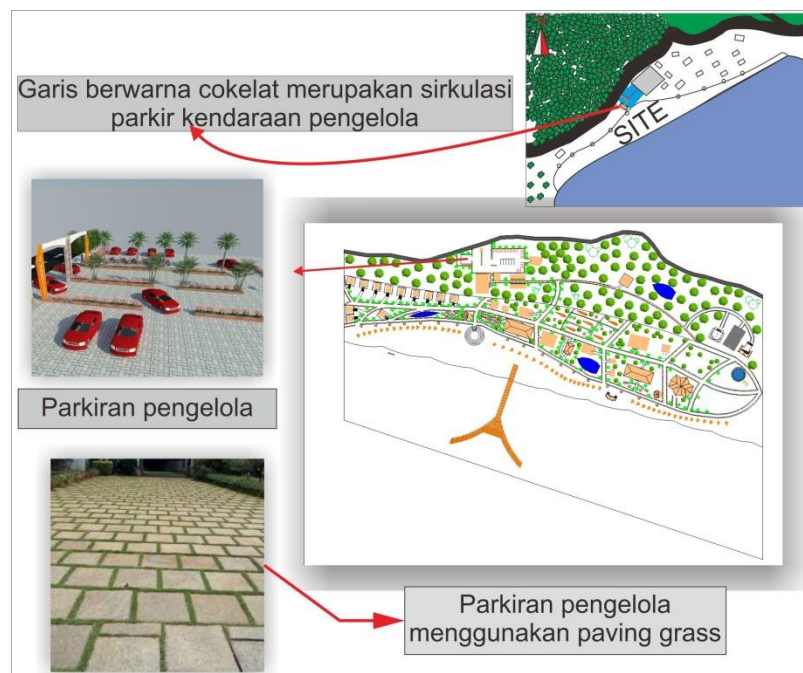 Garis berwarna cokelat merupakan sirkulasi
parkir kendaraan pengelola
SITE
Parkiran pengelola
Parkiran pengelola
menggunakan paving grass